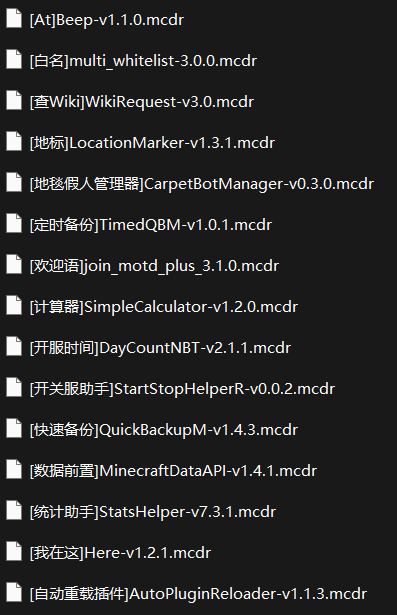 [At]Beep-v1.1.0.mcdr
[白名]multi_whitelist-3.0.0.mcdr
[查Wiki]WikiRequest-v3.0.mcdr
[地标]LocationMarker-v1.3.1.mcdr
[地毯假人管理器]CarpetBotManager-v0.3.0.mcdr
[定时备份]TimedQBM-v1.0.1.mcdr
[欢迎语]join_motd_plus_3.1.0.mcdr
[计算器]SimpleCalculator-v1.2.0.mcdr
[开服时间]DayCountNBT-v2.1.1.mcdr
[开关服助手]StartStopHelperR-v0.0.2.mcdr
[快速备份]QuickBackupM-v1.4.3.mcdr
[数据前置]MinecraftDataAPI-v1.4.1.mcdr
[统计助手]StatsHelper-v7.3.1.mcdr
[我在这]Here-v1.2.1.mcdr
[自动重载插件]AutoPluginReloader-v1.1.3.mcdr